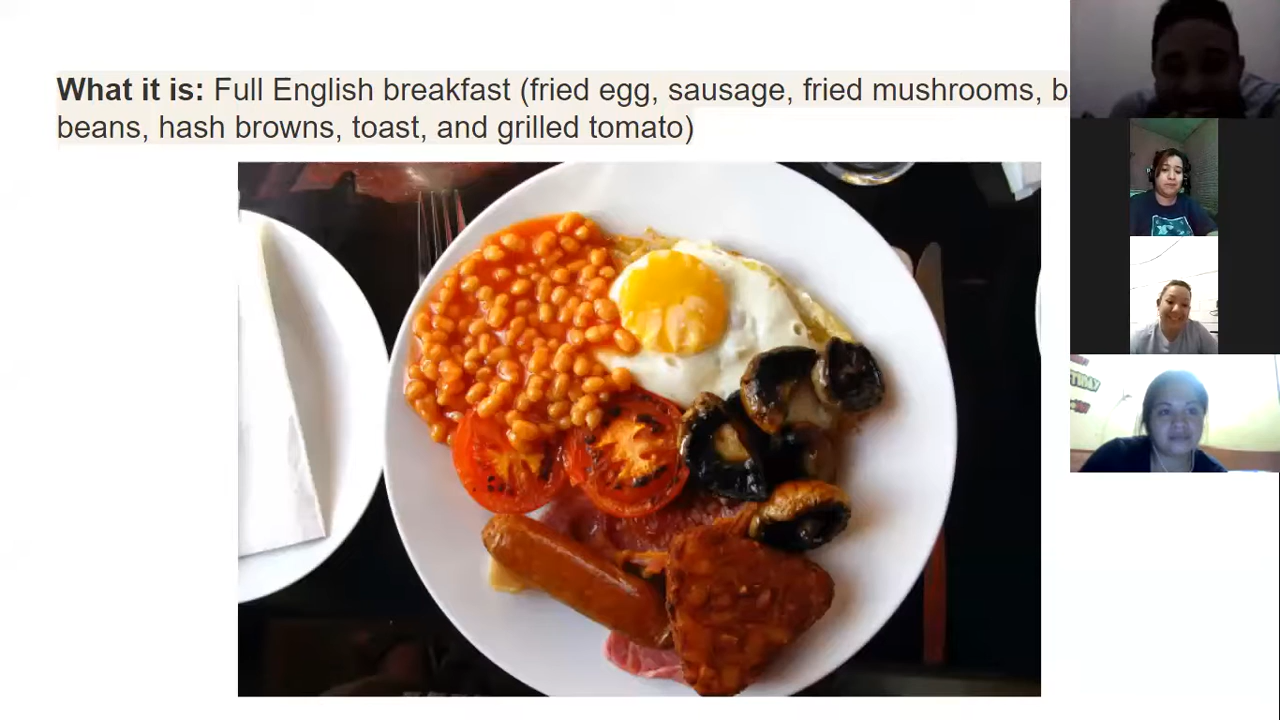 What it is: Full English breakfast (fried egg, sausage, fried mushrooms, b
beans, hash browns, toast, and grilled tomato)